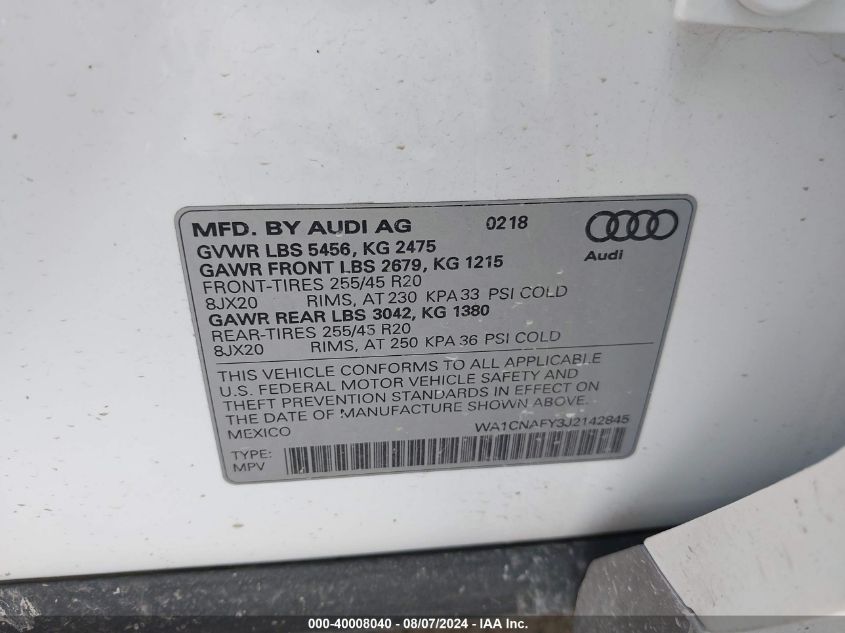 MFD. BY AUDI AG 0218
Audi
GVWR LBS 5456, KG 2475
GAWR FRONT LBS 2679, KG 1215
FRONT-TIRES 255/45 R20
8JX20 RIMS, AT 230 KPA 33 PSI COLD
GAWR REAR LBS 3042, KG 1380
REAR-TIRES 255/45 R20
8JX20 RIMS, AT 250 KPA 36 PSI COLD
THIS VEHICLE CONFORMS TO ALL APPLICABLE
U.S. FEDERAL MOTOR VEHICLE SAFETY AND
THEFT PREVENTION STANDARDS IN EFFECT ON
THE DATE OF MANUFACTURE SHOWN ABOVE.
MEXICO WA1CNAFY3J2142845
TYPE:
MPV
000-40008040 - 08/07/2024 - IAA Inc.